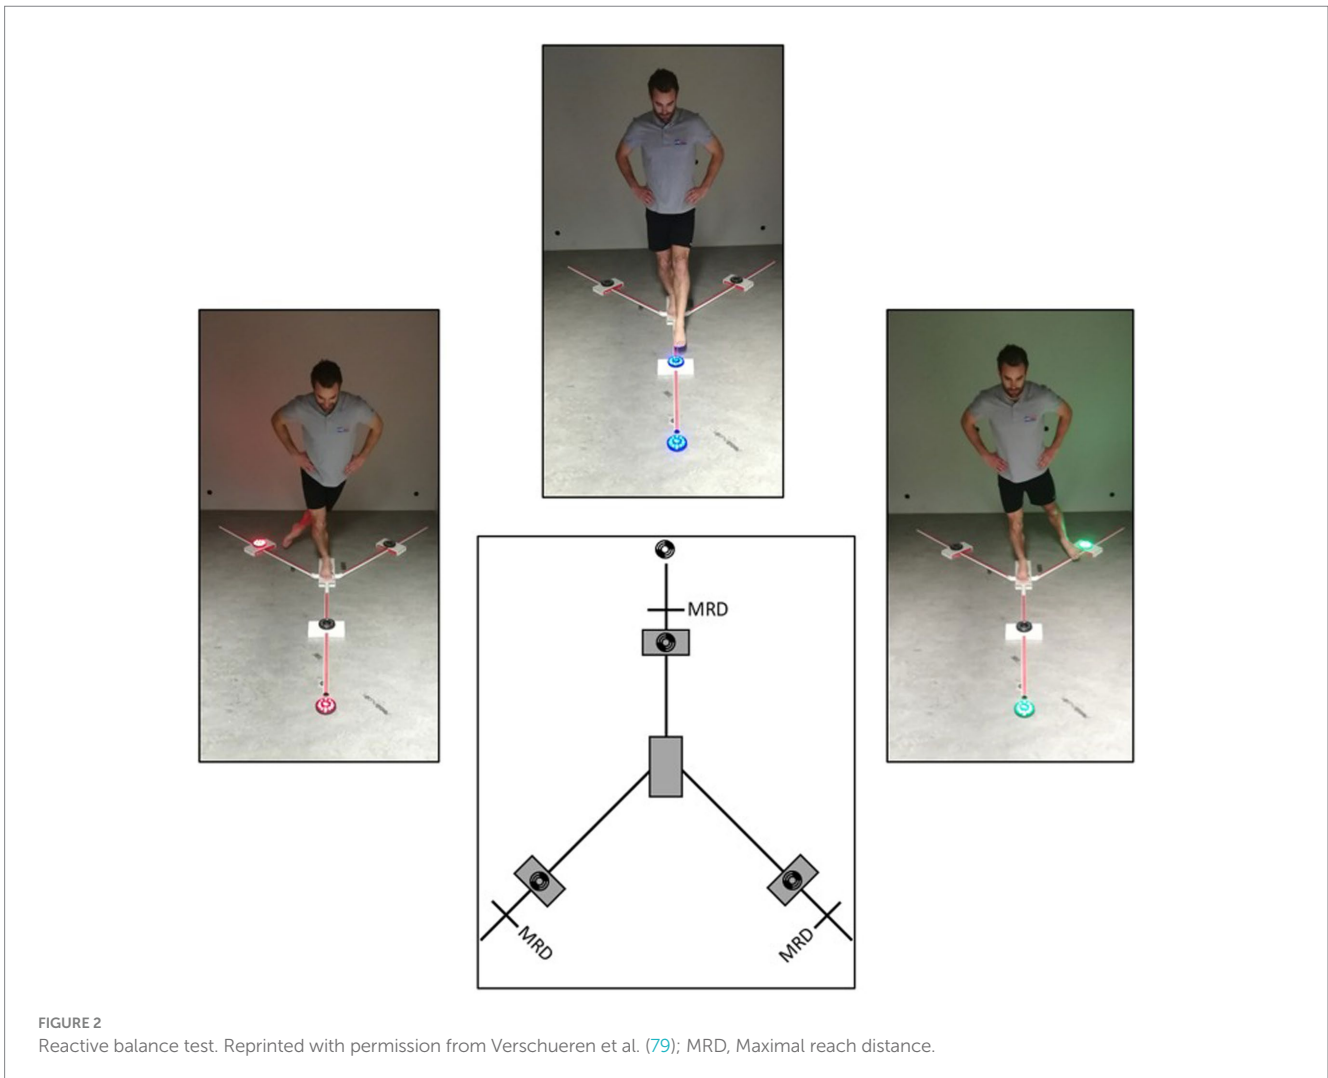 MRD
MRD
MRD
FIGURE 2
Reactive balance test. Reprinted with permission from Verschueren et al. (79); MRD, Maximal reach distance.